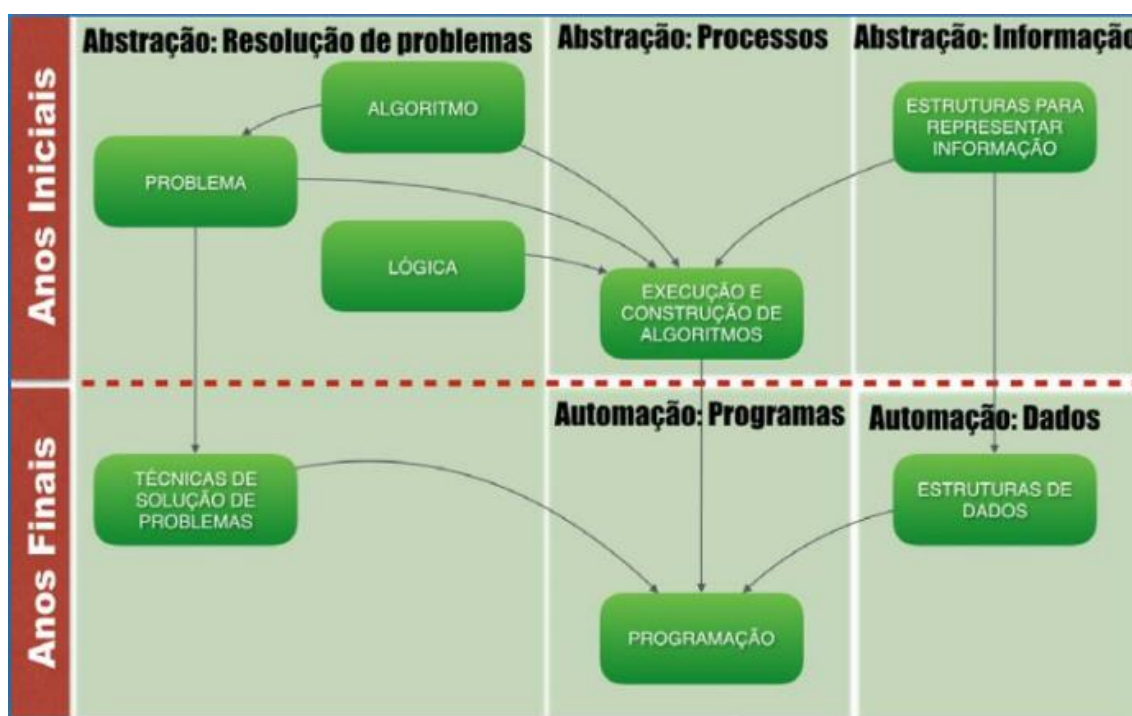 Anos Iniciais
Abstração: Resolução de problemas
ALGORITMO
PROBLEMA
LÓGICA
Abstração: Processos
EXECUÇÃO E
CONSTRUÇÃO DE
ALGORITMOS
Abstração: Informação
ESTRUTURAS PARA
REPRESENTAR
INFORMAÇÃO
Anos Finais
TÉCNICAS DE
SOLUÇÃO DE
PROBLEMAS
Automação: Programas
PROGRAMAÇÃO
Automação: Dados
ESTRUTURAS DE
DADOS